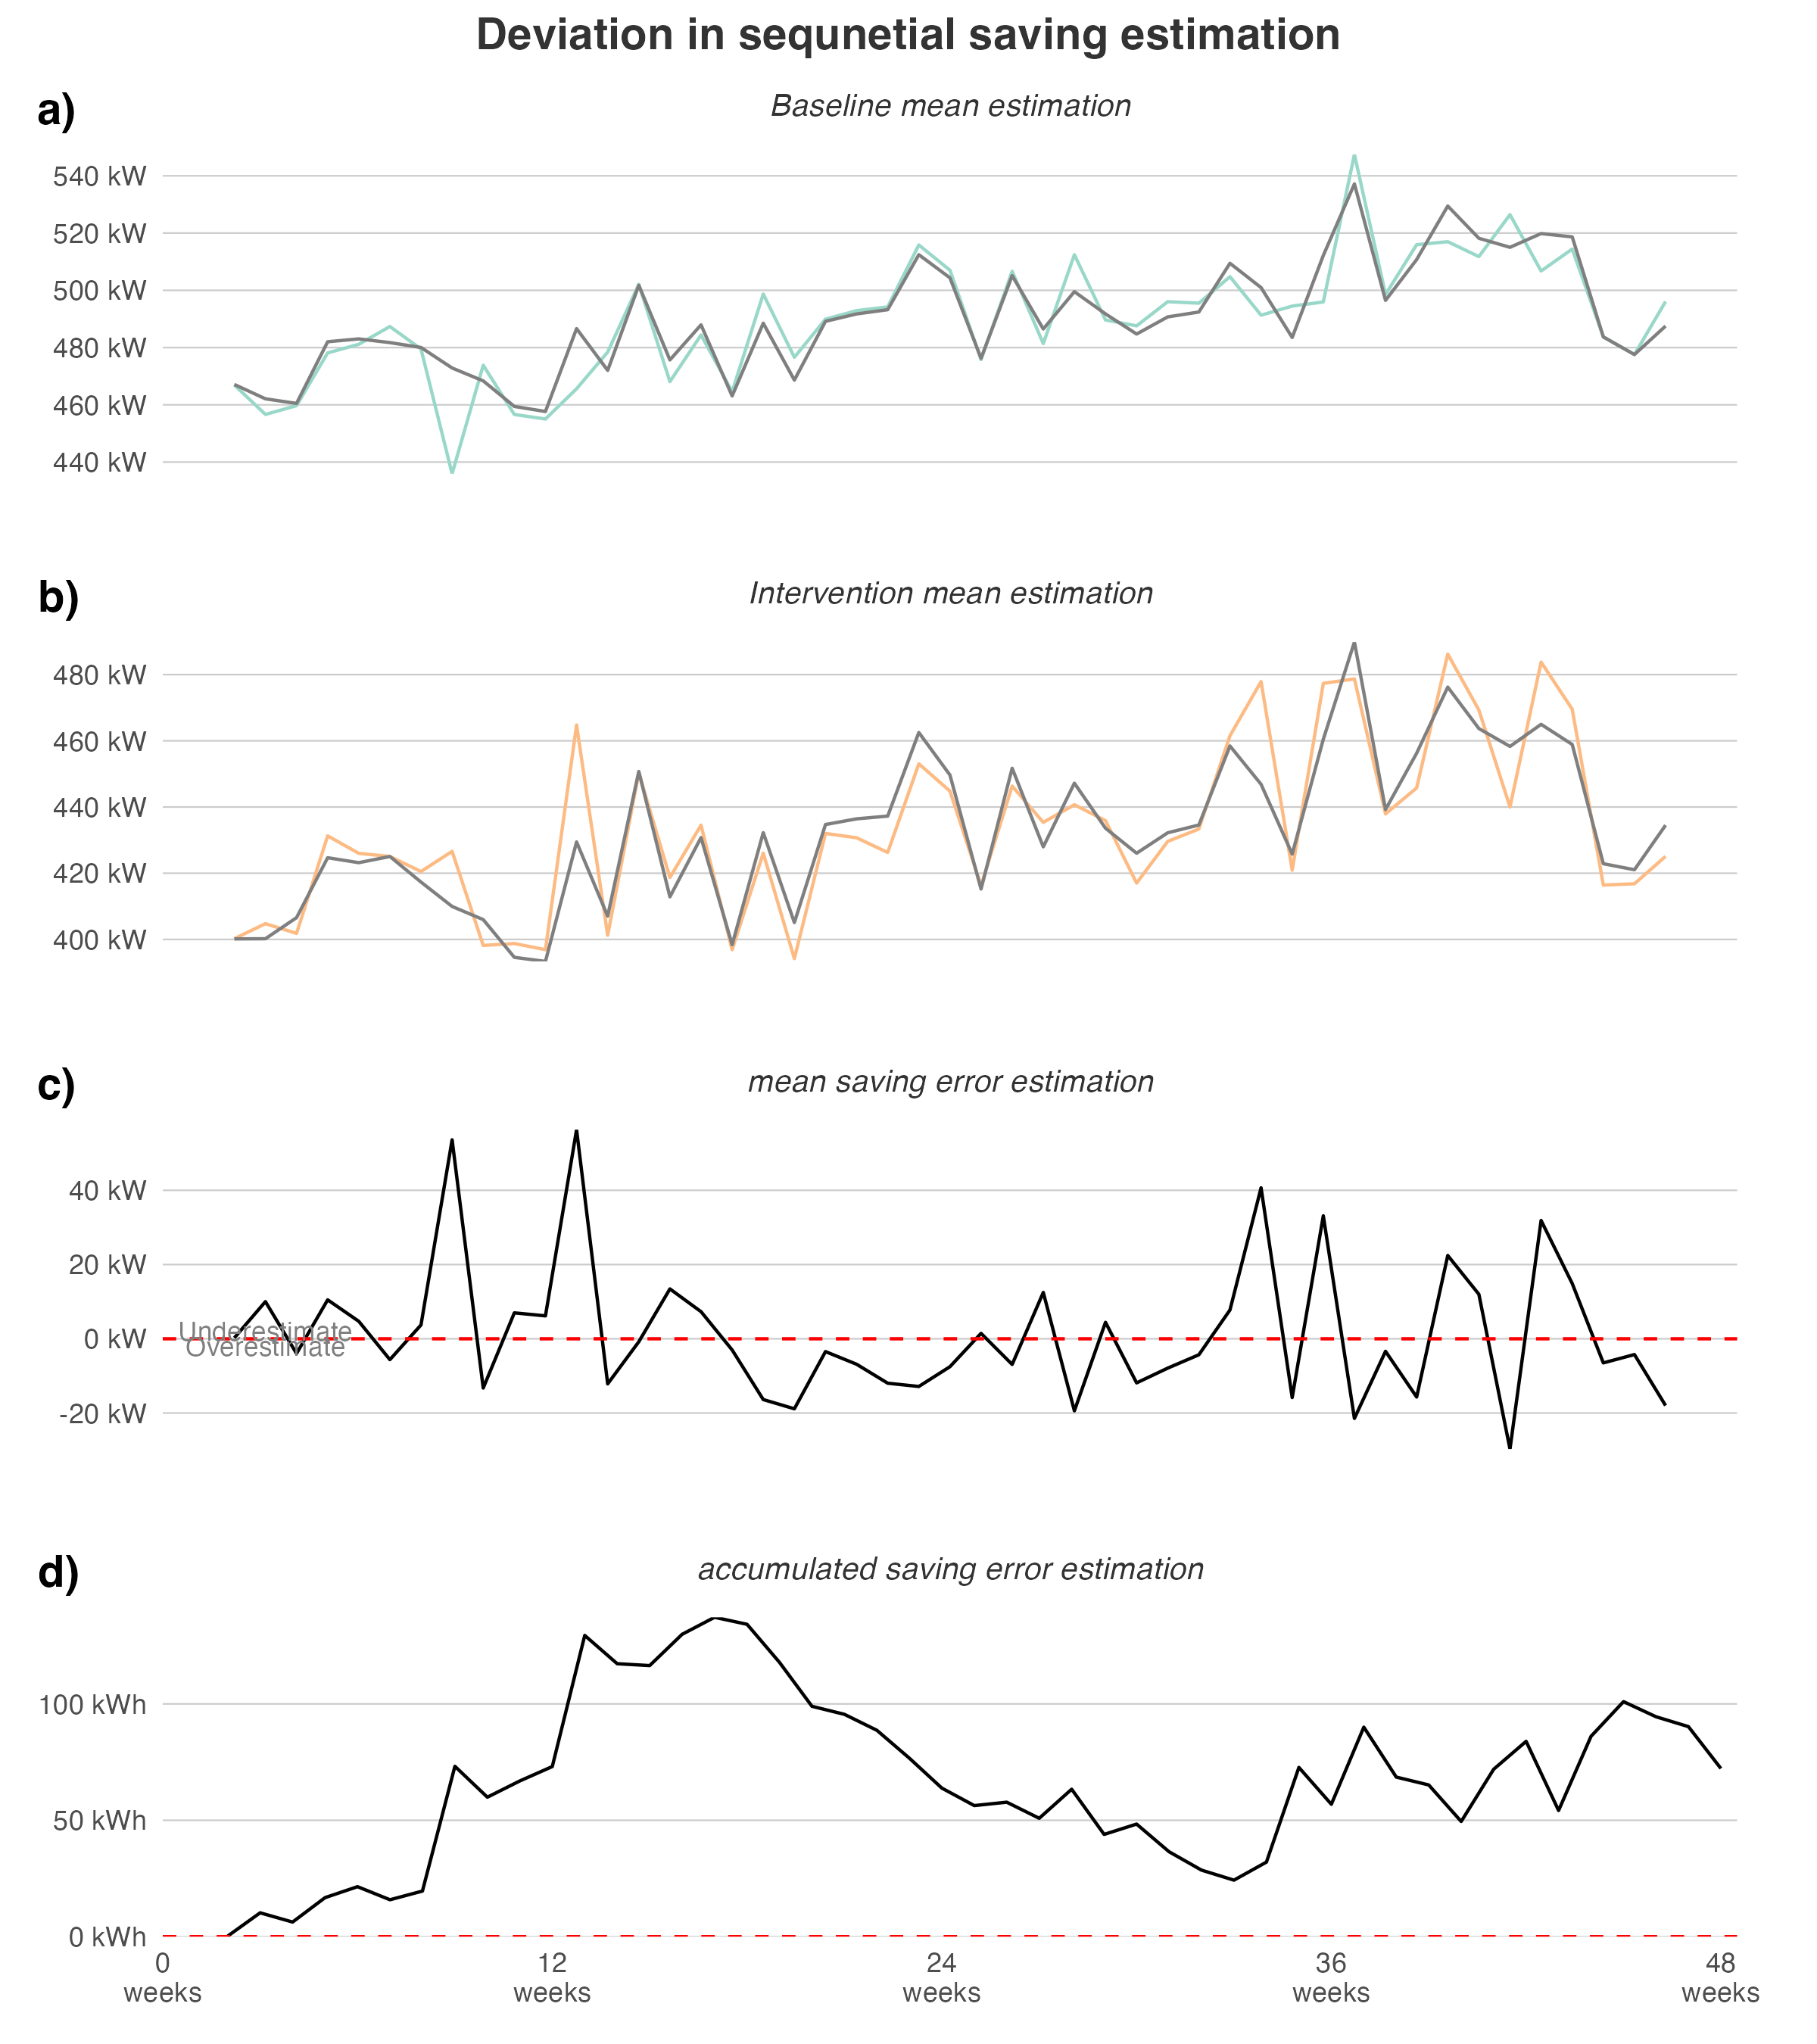 Deviation in sequnetial saving estimation
a)
Baseline mean estimation
540 kW
520 kW
500 kW
480 kW
460 kW
440 kW
b)
Intervention mean estimation
480 kW
460 kW
440 kW
420 kW
400 kW
c)
mean saving error estimation
40 kW
20 kW
0 kW
-20 kW
Underestimate
Overestimate
d)
accumulated saving error estimation
100 kWh
50 kWh
0 kWh
0 12 24 36 48
weeks weeks weeks weeks weeks